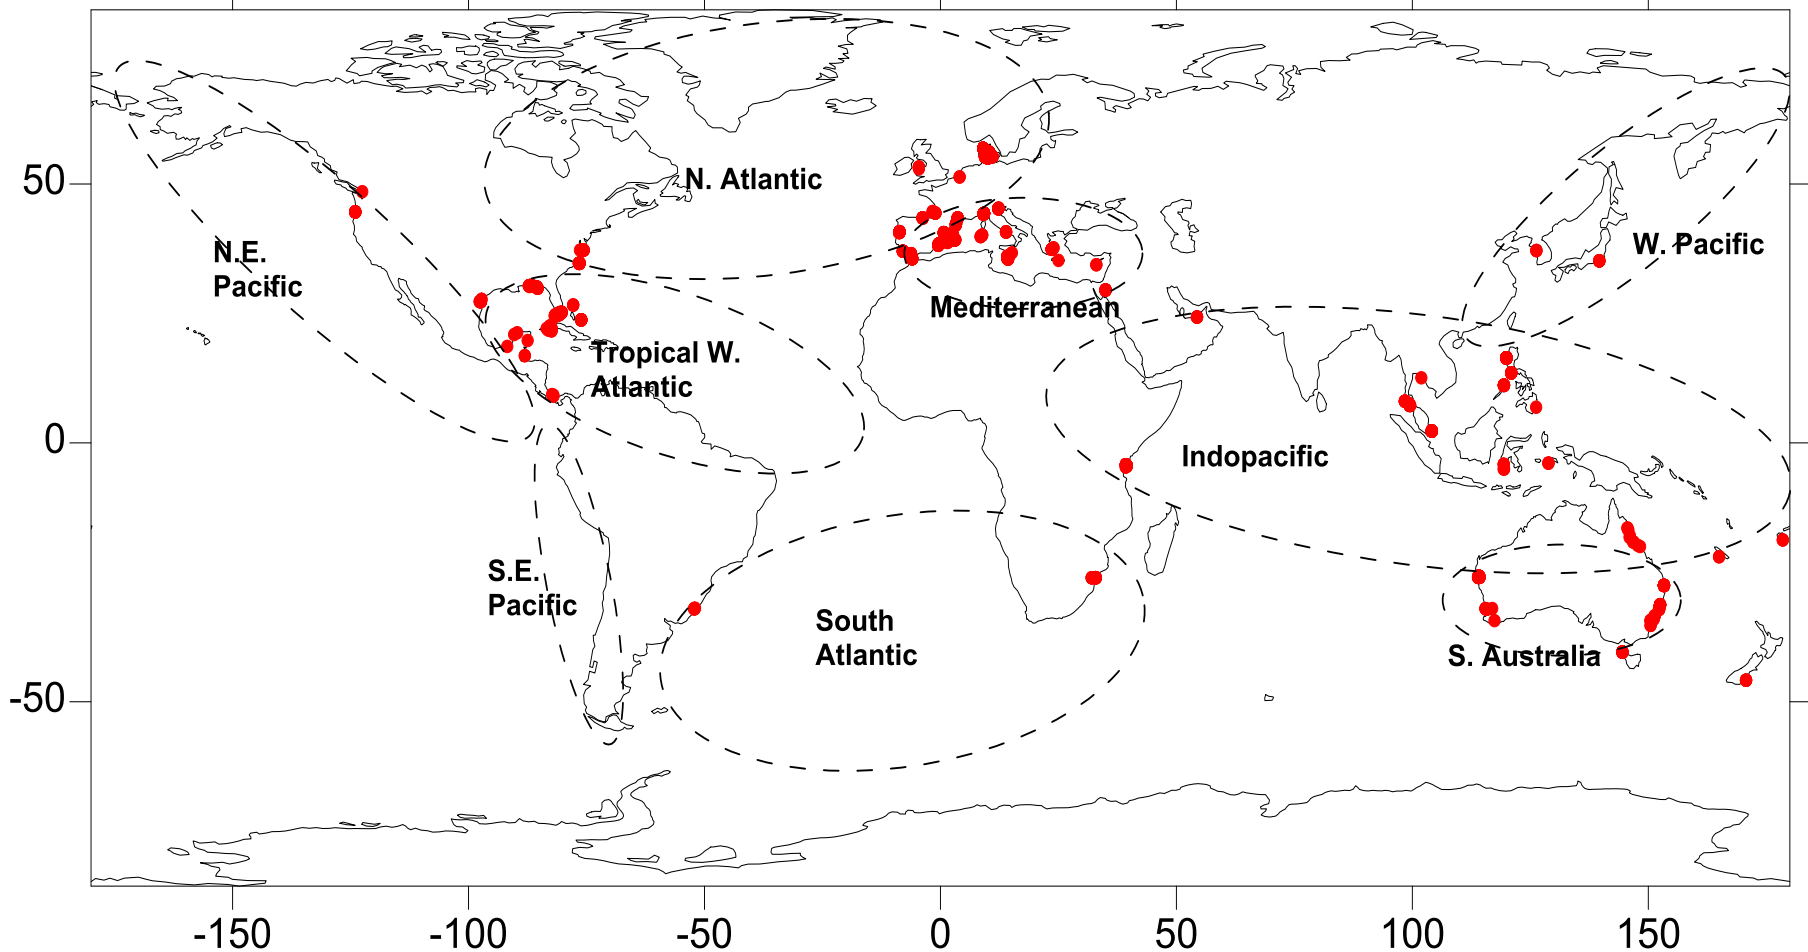 N. Atlantic
50
N.E.
Pacific
W. Pacific
Mediterranean
Tropical W.
Atlantic
0
Indopacific
S.E.
Pacific
South
Atlantic
S. Australia
-50
-150
-100
-50
0
50
100
150